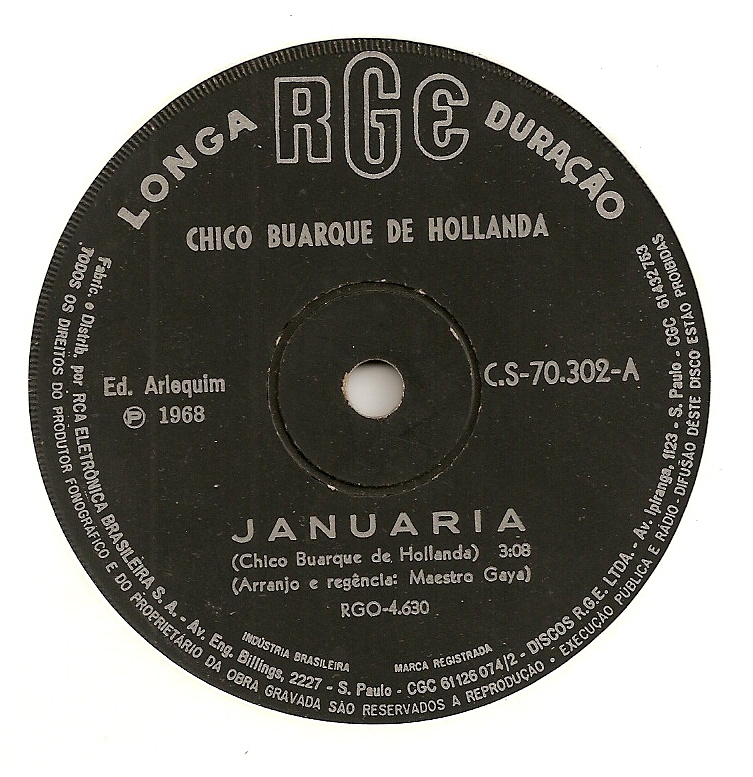 LONGA RGE DURAÇÃO
CHICO BUARQUE DE HOLLANDA
Ed. Arlequim
Ⓟ 1968
C.S-70.302-A
JANUARIA
(Chico Buarque de Hollanda) 3:08
(Arranjo e regência: Maestro Gaya)
RGO-4.630
INDÚSTRIA BRASILEIRA
MARCA REGISTRADA
Fabric. e Distrib. por RCA ELETRÔNICA BRASILEIRA S. A. - Av. Eng. Billings, 2227 - S. Paulo - CGC 61126074/2 - DISCOS R.G.E. LTDA. - Av. Ipiranga, 1123 - S. Paulo - CGC 61432763
TODOS OS DIREITOS DO PRODUTOR FONOGRÁFICO E DO PROPRIETÁRIO DA OBRA GRAVADA SÃO RESERVADOS A REPRODUÇÃO • EXECUÇÃO PÚBLICA E RÁDIO-DIFUSÃO DÊSTE DISCO ESTÃO PROIBIDAS